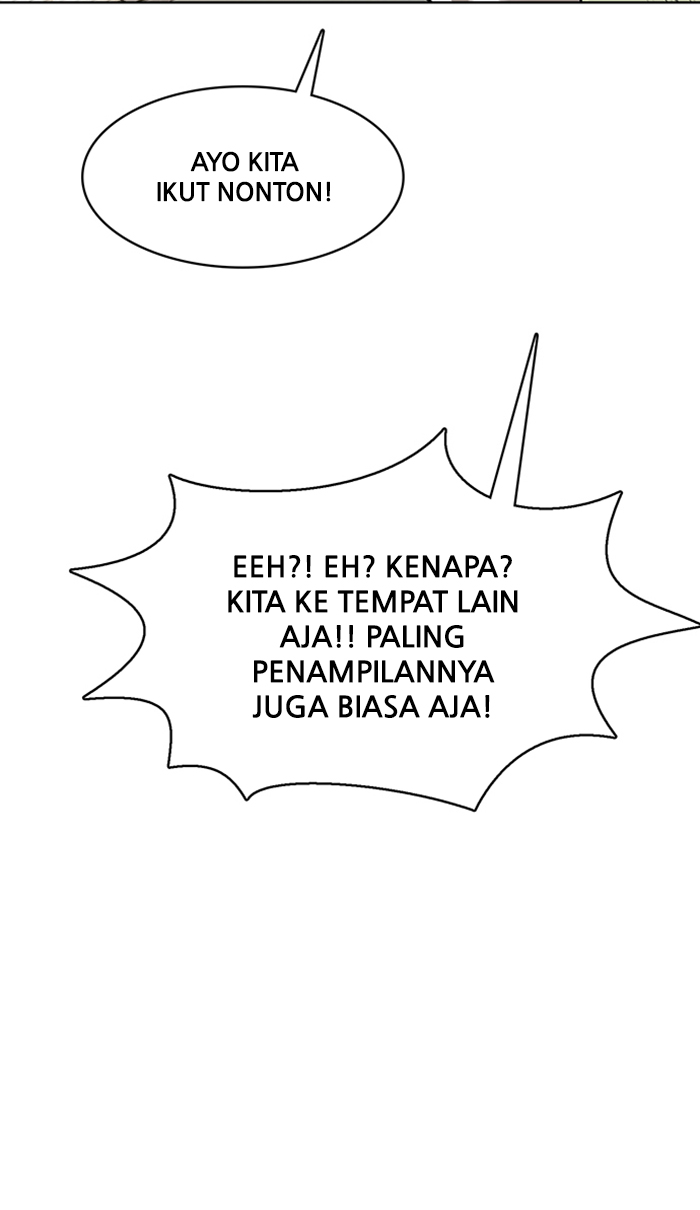 AYO KITA
IKUT NONTON!
EEH?! EH? KENAPA?
KITA KE TEMPAT LAIN
AJA!! PALING
PENAMPILANNYA
JUGA BIASA AJA!